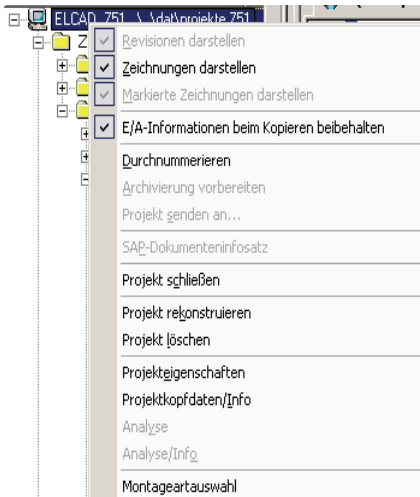 ELCAD_751 \..\dat\projekte.751
Z
Revisionen darstellen
Zeichnungen darstellen
Markierte Zeichnungen darstellen
E/A-Informationen beim Kopieren beibehalten
Durchnummerieren
Archivierung vorbereiten
Projekt senden an...
SAP-Dokumenteninfosatz
Projekt schließen
Projekt rekonstruieren
Projekt löschen
Projekteigenschaften
Projektkopfdaten/Info
Analyse
Analyse/Info
Montageartauswahl